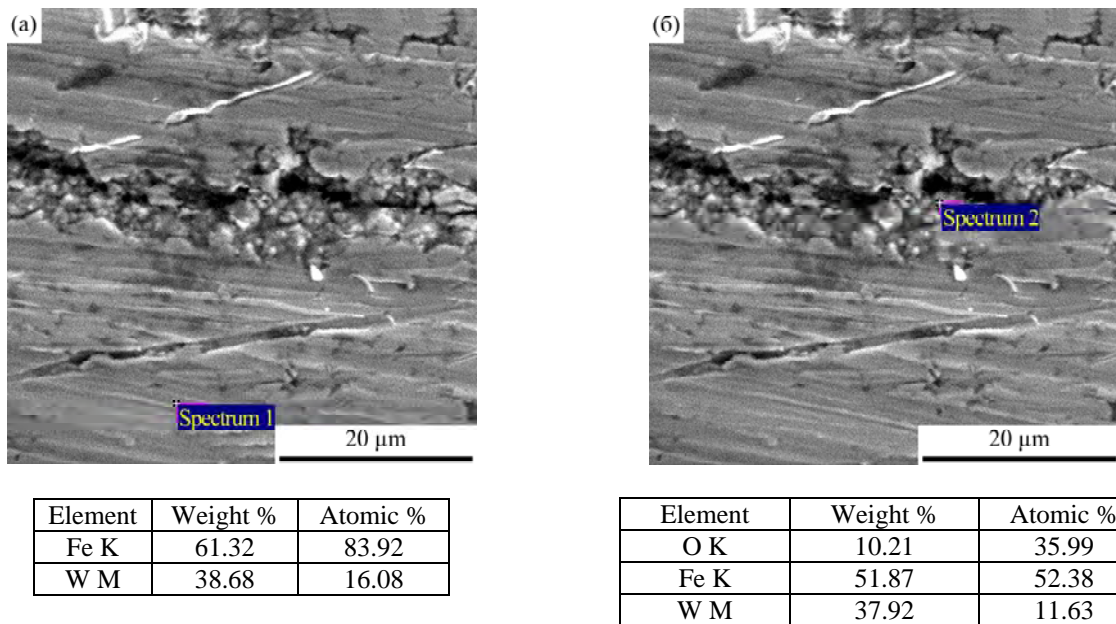 (а)
Spectrum 1
20 µm
Element Weight % Atomic %
Fe K 61.32 83.92
W M 38.68 16.08
(б)
Spectrum 2
20 µm
Element Weight % Atomic %
O K 10.21 35.99
Fe K 51.87 52.38
W M 37.92 11.63